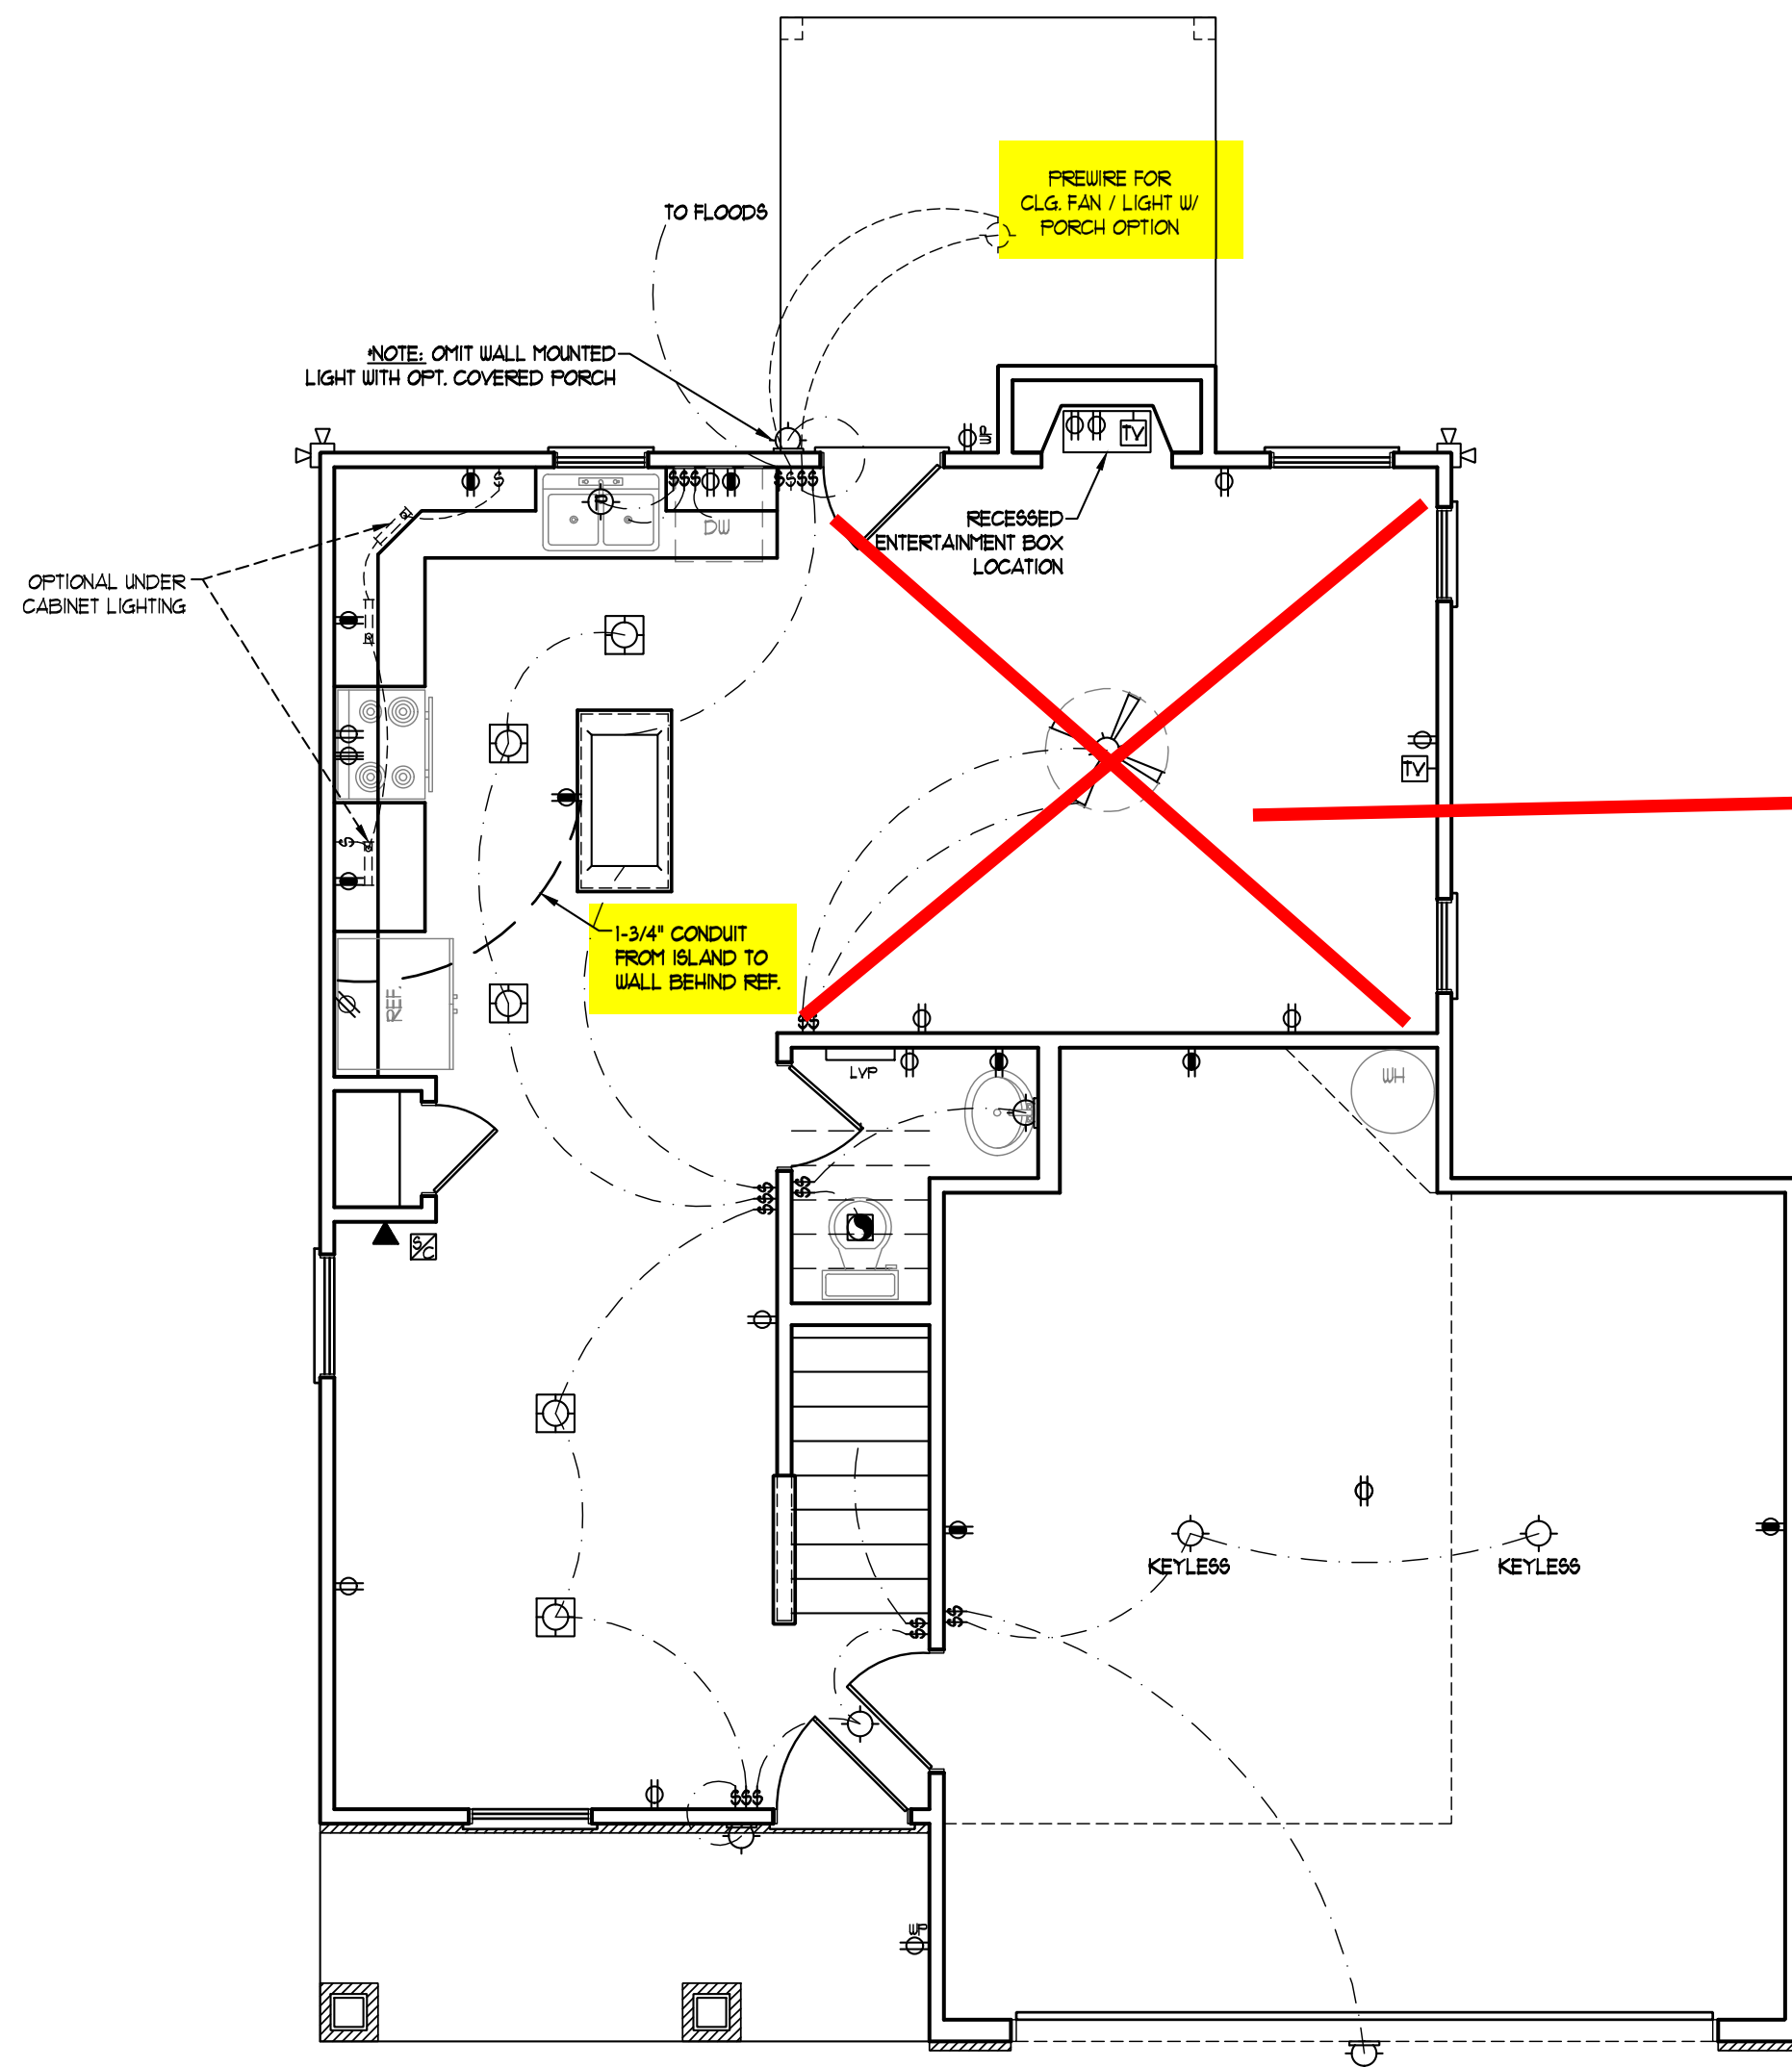 PREWIRE FOR
CLG. FAN / LIGHT W/
PORCH OPTION
TO FLOODS
*NOTE: OMIT WALL MOUNTED
LIGHT WITH OPT. COVERED PORCH
WP
TV
$
$$$
$$$$
P
DW
RECESSED
ENTERTAINMENT BOX
LOCATION
OPTIONAL UNDER
CABINET LIGHTING
TV
$
1-3/4" CONDUIT
FROM ISLAND TO
WALL BEHIND REF.
REF.
$$
LVP
WH
$$$
$$
S/C
KEYLESS
KEYLESS
$$
$$
$$$
WP